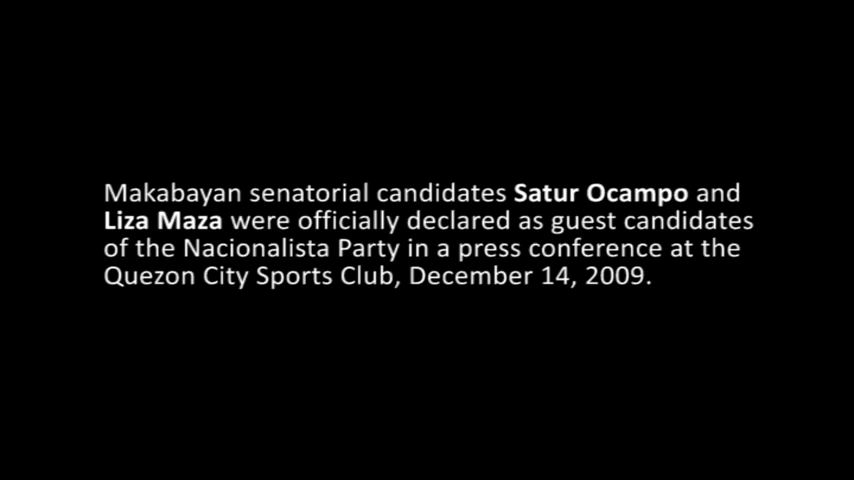 Makabayan senatorial candidates Satur Ocampo and
Liza Maza were officially declared as guest candidates
of the Nacionalista Party in a press conference at the
Quezon City Sports Club, December 14, 2009.